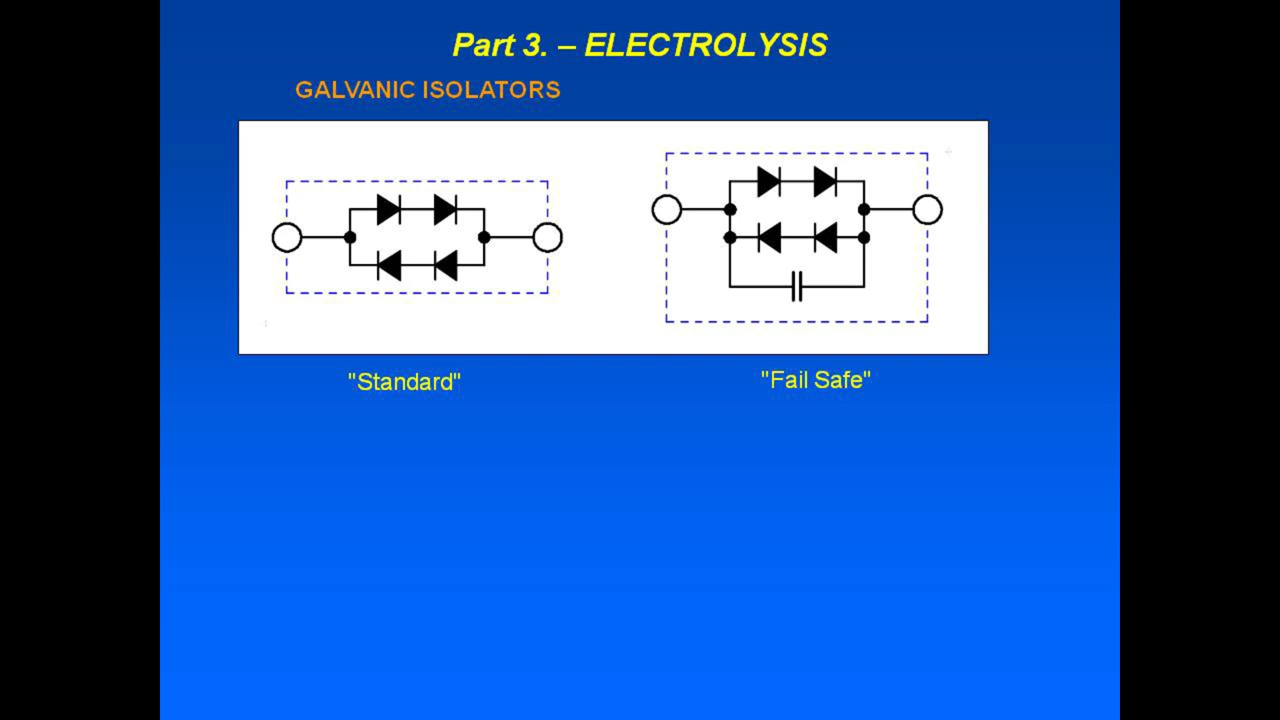 Part 3. – ELECTROLYSIS
GALVANIC ISOLATORS
"Standard"
"Fail Safe"